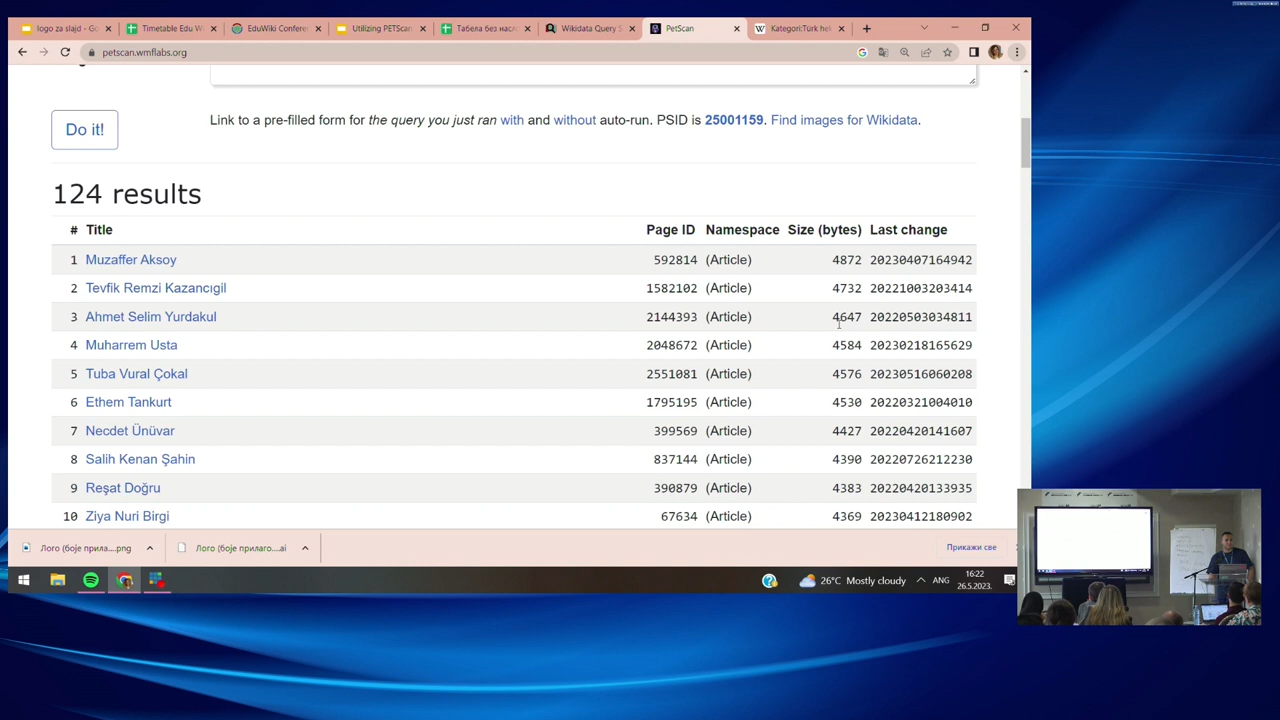 logo za slajd - Go
Timetable Edu W
EduWiki Conferen
Utilizing PETScan
Табела без насл
Wikidata Query S
PetScan
Kategori:Türk hek
petscan.wmflabs.org
Do it!
Link to a pre-filled form for the query you just ran with and without auto-run. PSID is 25001159. Find images for Wikidata.
124 results
# Title Page ID Namespace Size (bytes) Last change
1 Muzaffer Aksoy 592814 (Article) 4872 20230407164942
2 Tevfik Remzi Kazancıgil 1582102 (Article) 4732 20221003203414
3 Ahmet Selim Yurdakul 2144393 (Article) 4647 20220503034811
4 Muharrem Usta 2048672 (Article) 4584 20230218165629
5 Tuba Vural Çokal 2551081 (Article) 4576 20230516060208
6 Ethem Tankurt 1795195 (Article) 4530 20220321004010
7 Necdet Ünüvar 399569 (Article) 4427 20220420141607
8 Salih Kenan Şahin 837144 (Article) 4390 20220726212230
9 Reşat Doğru 390879 (Article) 4383 20220420133935
10 Ziya Nuri Birgi 67634 (Article) 4369 20230412180902
Лого (боје прила....png
Лого (боје прилаго....ai
Прикажи све
26°C Mostly cloudy
ANG
16:22
26.5.2023.